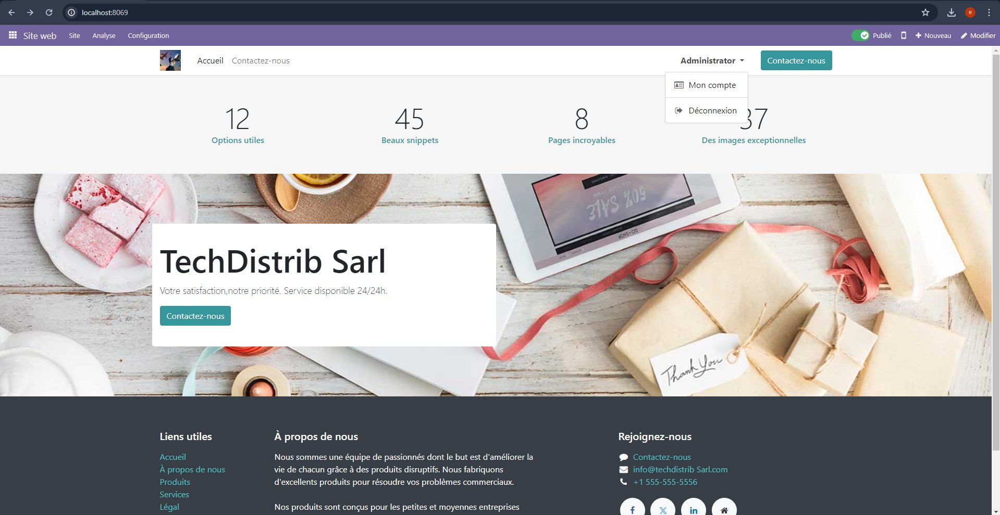 localhost:8069
e
Site web Site Analyse Configuration Publié Nouveau Modifier
Accueil Contactez-nous Administrator Contactez-nous
Mon compte
Déconnexion
12 45 8 37
Options utiles Beaux snippets Pages incroyables Des images exceptionnelles
50% SALE
GO+SHOP
TechDistrib Sarl
Votre satisfaction,notre priorité. Service disponible 24/24h.
Contactez-nous
Thank You
Liens utiles
Accueil
À propos de nous
Produits
Services
Légal
À propos de nous
Nous sommes une équipe de passionnés dont le but est d'améliorer la
vie de chacun grâce à des produits disruptifs. Nous fabriquons
d'excellents produits pour résoudre vos problèmes commerciaux.
Nos produits sont conçus pour les petites et moyennes entreprises
Rejoignez-nous
Contactez-nous
info@techdistrib Sarl.com
+1 555-555-5556